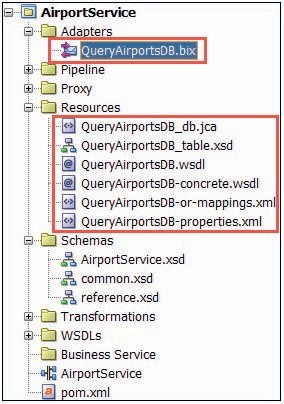 AirportService
Adapters
QueryAirportsDB.bix
Pipeline
Proxy
Resources
QueryAirportsDB_db.jca
QueryAirportsDB_table.xsd
QueryAirportsDB.wsdl
QueryAirportsDB-concrete.wsdl
QueryAirportsDB-or-mappings.xml
QueryAirportsDB-properties.xml
Schemas
AirportService.xsd
common.xsd
reference.xsd
Transformations
WSDLs
Business Service
AirportService
pom.xml